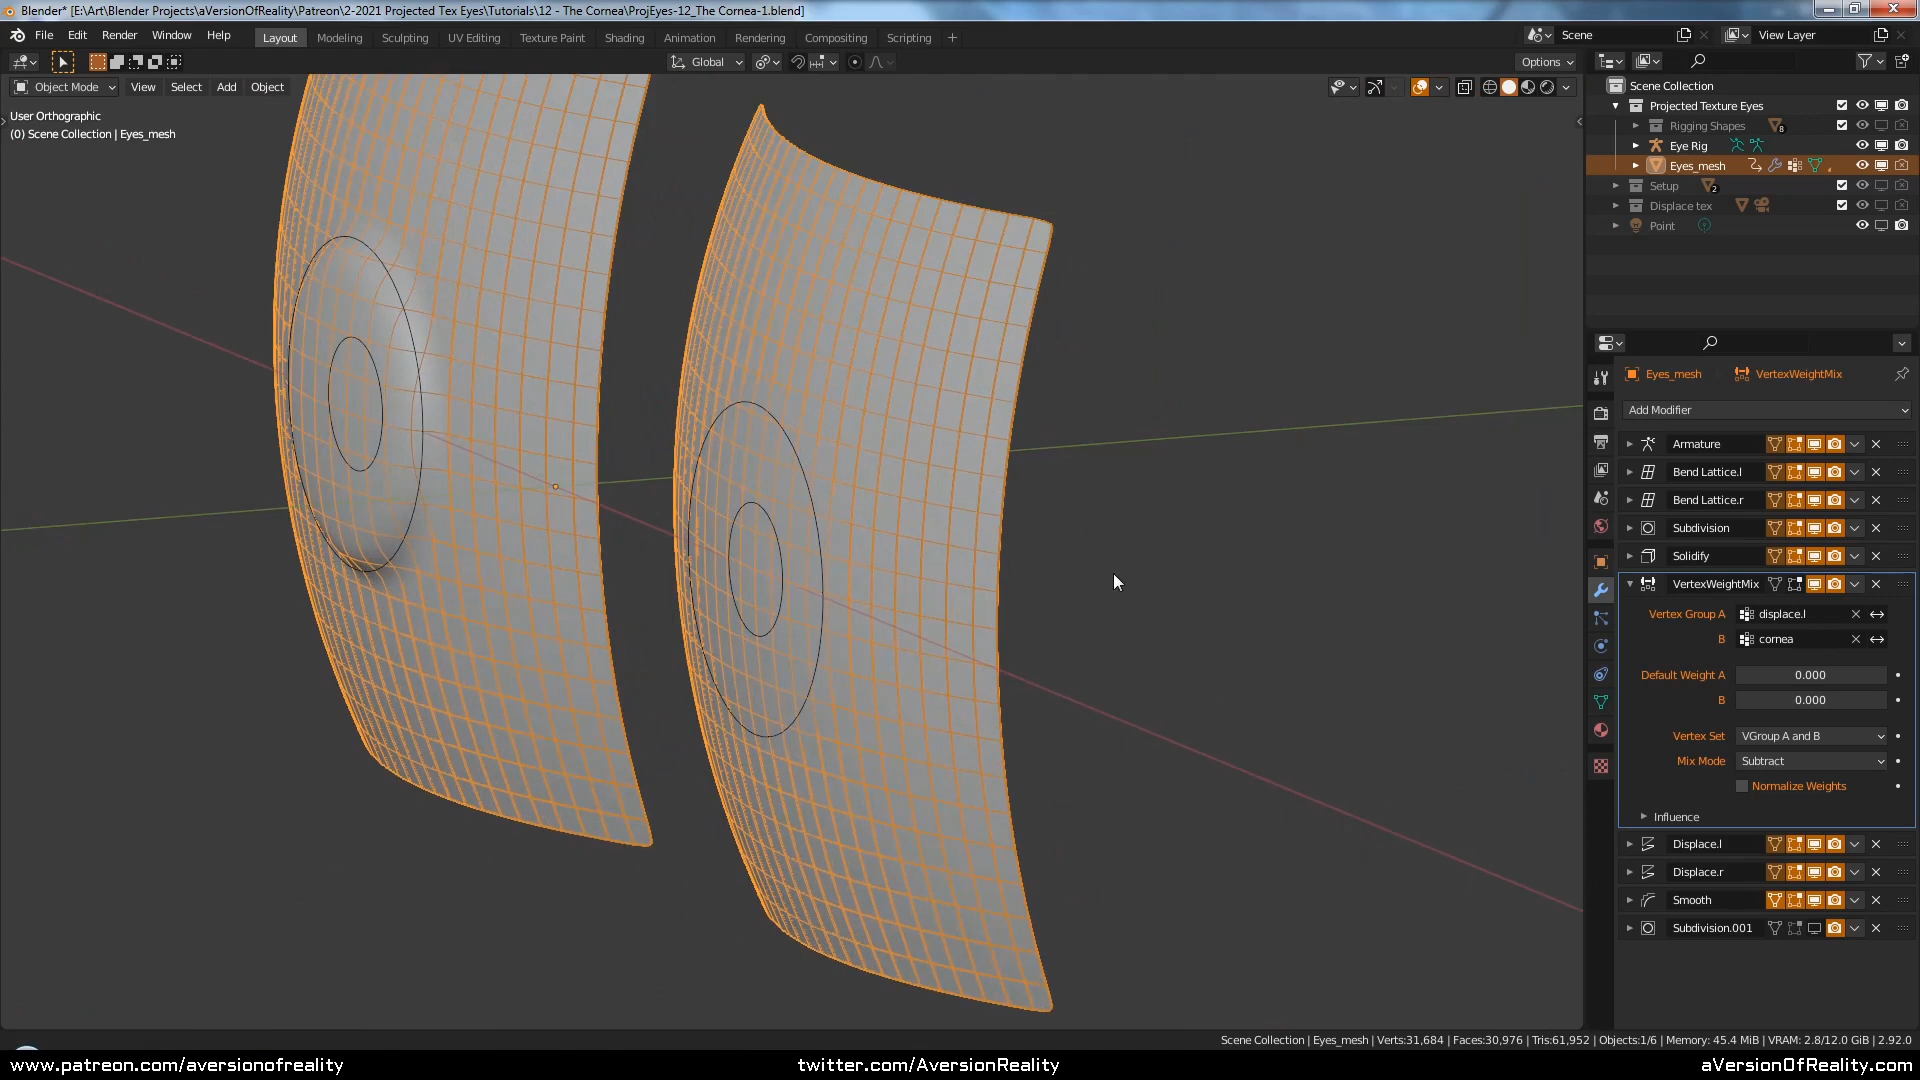 Blender* [E:\Art\Blender Projects\aVersionOfReality\Patreon\2-2021 Projected Tex Eyes\Tutorials\12 - The Cornea\ProjEyes-12_The Cornea-1.blend]
File Edit Render Window Help Layout Modeling Sculpting UV Editing Texture Paint Shading Animation Rendering Compositing Scripting + Scene View Layer
Global Options
Object Mode View Select Add Object
User Orthographic
(0) Scene Collection | Eyes_mesh
Scene Collection
Projected Texture Eyes
Rigging Shapes 8
Eye Rig
Eyes_mesh
Setup 2
Displace tex
Point
Eyes_mesh VertexWeightMix
Add Modifier
Armature
Bend Lattice.l
Bend Lattice.r
Subdivision
Solidify
VertexWeightMix
Vertex Group A displace.l
B cornea
Default Weight A 0.000
B 0.000
Vertex Set VGroup A and B
Mix Mode Subtract
Normalize Weights
Influence
Displace.l
Displace.r
Smooth
Subdivision.001
Scene Collection | Eyes_mesh | Verts:31,684 | Faces:30,976 | Tris:61,952 | Objects:1/6 | Memory: 45.4 MiB | VRAM: 2.8/12.0 GiB | 2.92.0
www.patreon.com/aversionofreality twitter.com/AversionReality aVersionOfReality.com